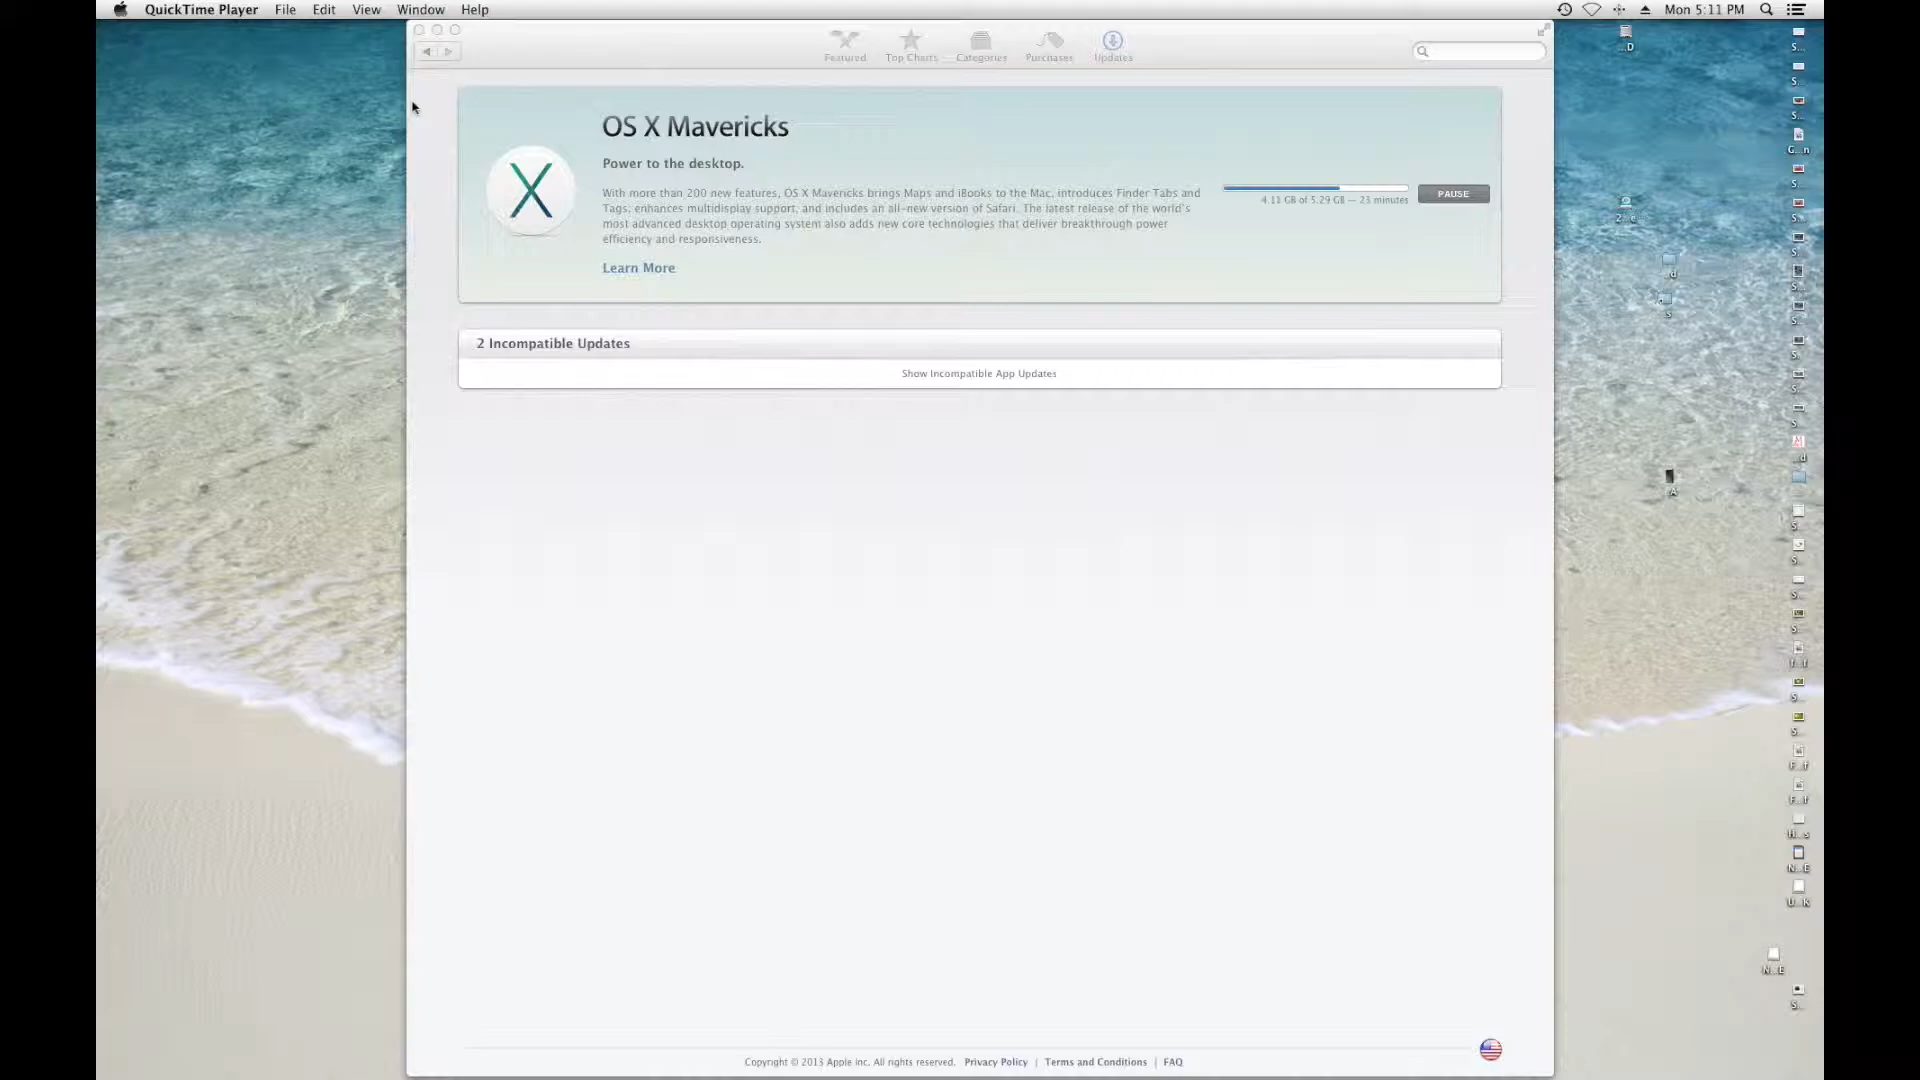 QuickTime Player File Edit View Window Help Mon 5:11 PM
Featured Top Charts Categories Purchases Updates
OS X Mavericks
Power to the desktop.
With more than 200 new features, OS X Mavericks brings Maps and iBooks to the Mac, introduces Finder Tabs and
Tags, enhances multidisplay support, and includes an all-new version of Safari. The latest release of the world's
most advanced desktop operating system also adds new core technologies that deliver breakthrough power
efficiency and responsiveness.
Learn More
4.11 GB of 5.29 GB — 23 minutes
PAUSE
2 Incompatible Updates
Show Incompatible App Updates
Copyright © 2013 Apple Inc. All rights reserved. Privacy Policy | Terms and Conditions | FAQ
...D
S...
S...
S...
G...n
S...
S...
S...
S...
S...
S...
S...
S...
S...
S...
S...
S...
S...
F...f
F...f
H...s
N...E
U...K
N...E
S...